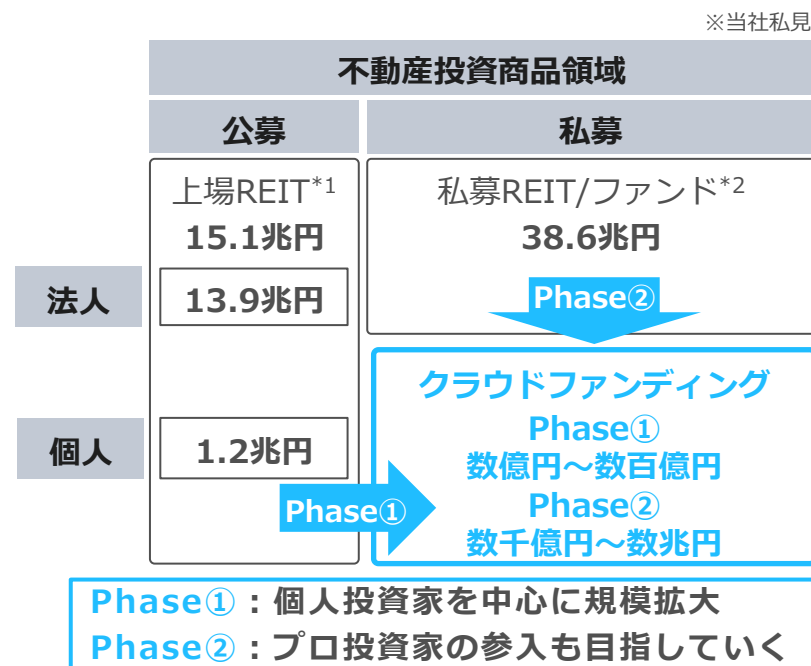 ※当社私見
不動産投資商品領域
公募
私募
上場REIT*1
15.1兆円
私募REIT/ファンド*2
38.6兆円
法人
13.9兆円
Phase②
クラウドファンディング
Phase①
数億円～数百億円
Phase②
数千億円～数兆円
個人
1.2兆円
Phase①
Phase①：個人投資家を中心に規模拡大
Phase②：プロ投資家の参入も目指していく